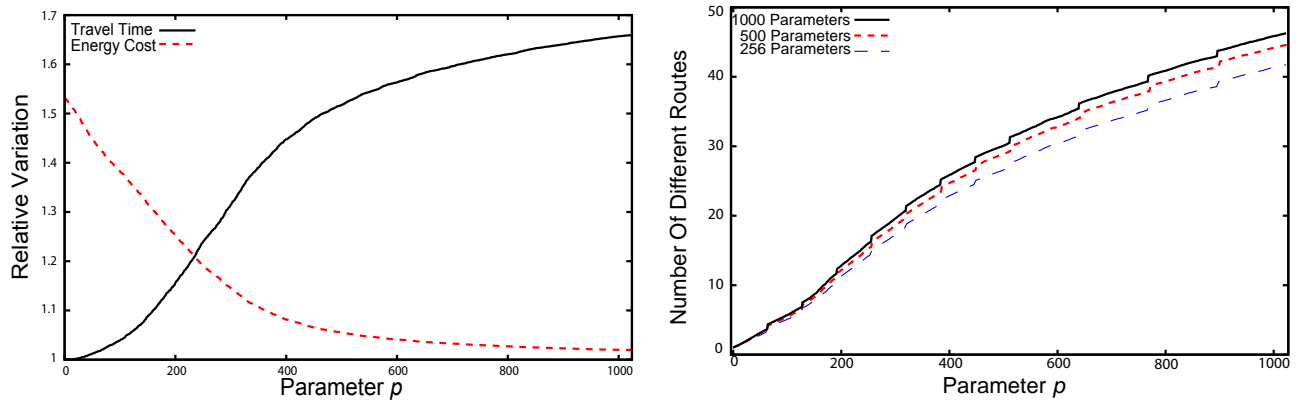 Travel Time
Energy Cost
Relative Variation
1.7
1.6
1.5
1.4
1.3
1.2
1.1
1
0
200
400
600
800
1000
Parameter p
1000 Parameters
500 Parameters
256 Parameters
Number Of Different Routes
50
40
30
20
10
0
0
200
400
600
800
1000
Parameter p